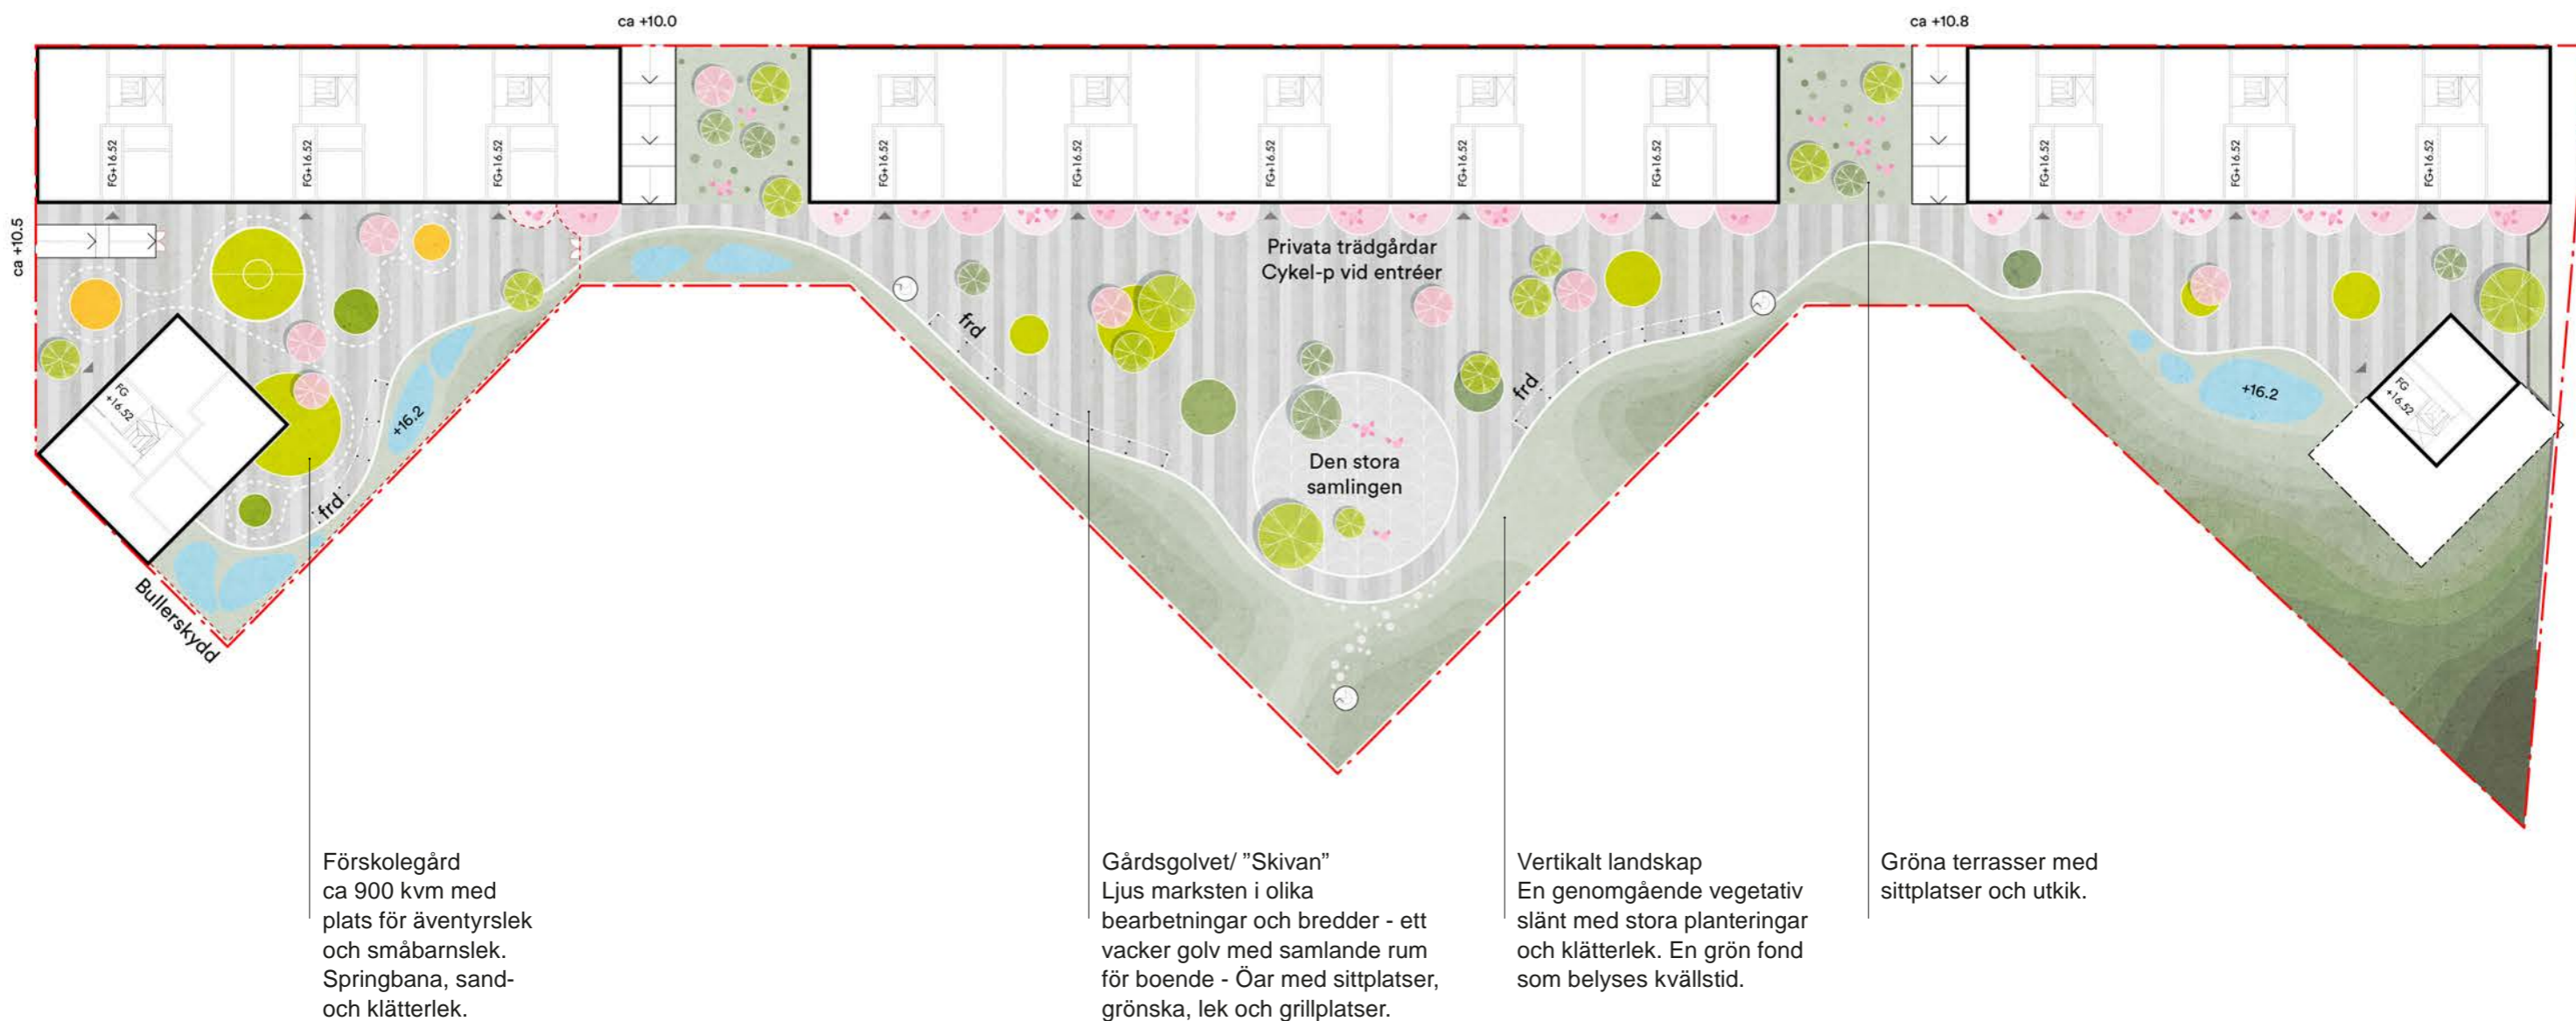 ca +10.0
ca +10.8
FG+16.52
FG+16.52
FG+16.52
FG+16.52
FG+16.52
FG+16.52
FG+16.52
FG+16.52
FG+16.52
FG+16.52
FG+16.52
ca +10.5
Privata trädgårdar
Cykel-p vid entréer
frd
frd
FG
+16.52
+16.2
+16.2
FG
+16.52
Den stora
samlingen
frd
Bullerskydd
Förskolegård
ca 900 kvm med
plats för äventyrslek
och småbarnslek.
Springbana, sand-
och klätterlek.
Gårdsgolvet/ ”Skivan”
Ljus marksten i olika
bearbetningar och bredder - ett
vacker golv med samlande rum
för boende - Öar med sittplatser,
grönska, lek och grillplatser.
Vertikalt landskap
En genomgående vegetativ
slänt med stora planteringar
och klätterlek. En grön fond
som belyses kvällstid.
Gröna terrasser med
sittplatser och utkik.